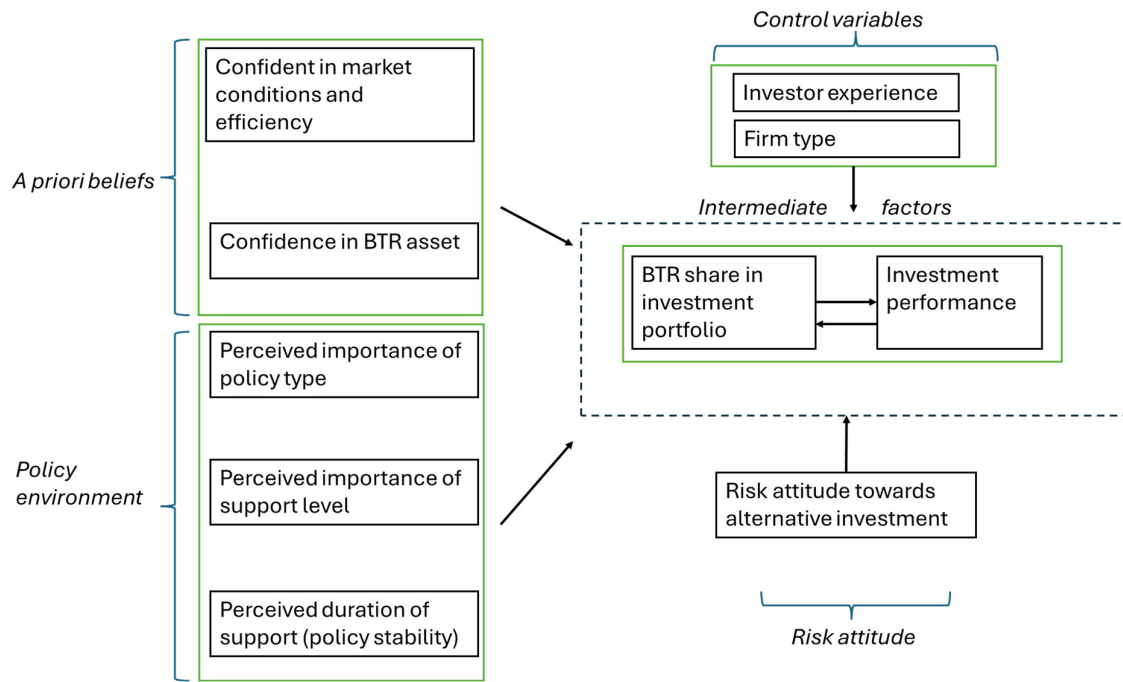 Control variables
Confident in market
conditions and
efficiency
Investor experience
Firm type
A priori beliefs
Intermediate factors
Confidence in BTR asset
BTR share in
investment
portfolio
Investment
performance
Perceived importance of
policy type
Policy
environment
Perceived importance of
support level
Risk attitude towards
alternative investment
Perceived duration of
support (policy stability)
Risk attitude